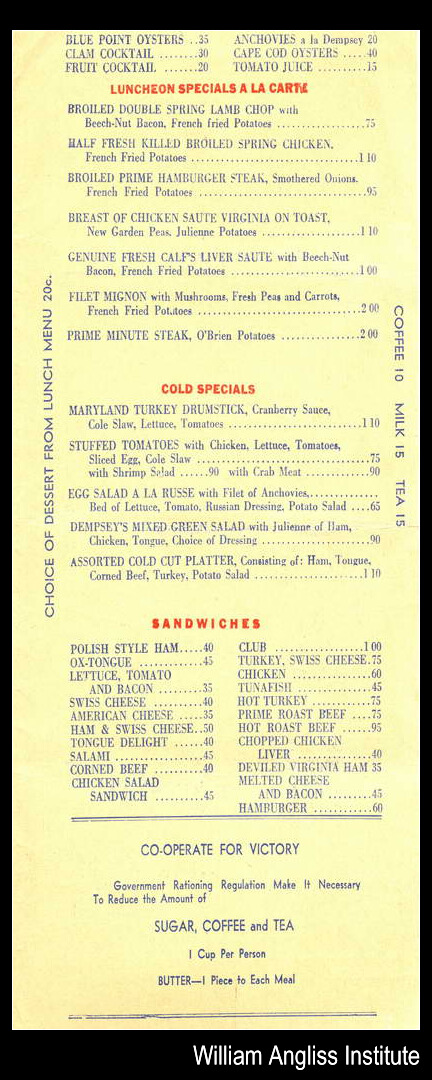 BLUE POINT OYSTERS ..35
CLAM COCKTAIL ........30
FRUIT COCKTAIL .......20
ANCHOVIES a la Dempsey 20
CAPE COD OYSTERS .....40
TOMATO JUICE ..........15
LUNCHEON SPECIALS A LA CARTE
BROILED DOUBLE SPRING LAMB CHOP with
Beech-Nut Bacon, French fried Potatoes .................75
HALF FRESH KILLED BROILED SPRING CHICKEN,
French Fried Potatoes ..................................1 10
BROILED PRIME HAMBURGER STEAK, Smothered Onions.
French Fried Potatoes .................................95
BREAST OF CHICKEN SAUTE VIRGINIA ON TOAST,
New Garden Peas, Julienne Potatoes ....................1 10
GENUINE FRESH CALF'S LIVER SAUTE with Beech-Nut
Bacon, French Fried Potatoes ..........................1 00
FILET MIGNON with Mushrooms, Fresh Peas and Carrots,
French Fried Potatoes .................................2 00
PRIME MINUTE STEAK, O'Brien Potatoes ................2 00
COLD SPECIALS
MARYLAND TURKEY DRUMSTICK, Cranberry Sauce,
Cole Slaw, Lettuce, Tomatoes ...........................1 10
STUFFED TOMATOES with Chicken, Lettuce, Tomatoes,
Sliced Egg, Cole Slaw ...................................75
with Shrimp Salad ......90 with Crab Meat .............90
EGG SALAD A LA RUSSE with Filet of Anchovies,.............
Bed of Lettuce, Tomato, Russian Dressing, Potato Salad ....65
DEMPSEY'S MIXED GREEN SALAD with Julienne of Ham,
Chicken, Tongue, Choice of Dressing ......................90
ASSORTED COLD CUT PLATTER, Consisting of: Ham, Tongue,
Corned Beef, Turkey, Potato Salad ......................1 10
CHOICE OF DESSERT FROM LUNCH MENU 20c.
COFFEE 10 MILK 15 TEA 15
SANDWICHES
POLISH STYLE HAM.....40
OX-TONGUE .............45
LETTUCE, TOMATO
AND BACON .........35
SWISS CHEESE ..........40
AMERICAN CHEESE .....35
HAM & SWISS CHEESE..50
TONGUE DELIGHT ......40
SALAMI ..................45
CORNED BEEF ..........40
CHICKEN SALAD
SANDWICH ..........45
CLUB .................1 00
TURKEY, SWISS CHEESE.75
CHICKEN ...............60
TUNAFISH ..............45
HOT TURKEY ...........75
PRIME ROAST BEEF ....75
HOT ROAST BEEF ......95
CHOPPED CHICKEN
LIVER ...............40
DEVILED VIRGINIA HAM 35
MELTED CHEESE
AND BACON .........45
HAMBURGER ............60
CO-OPERATE FOR VICTORY
Government Rationing Regulation Make It Necessary
To Reduce the Amount of
SUGAR, COFFEE and TEA
1 Cup Per Person
BUTTER—1 Piece to Each Meal
William Angliss Institute